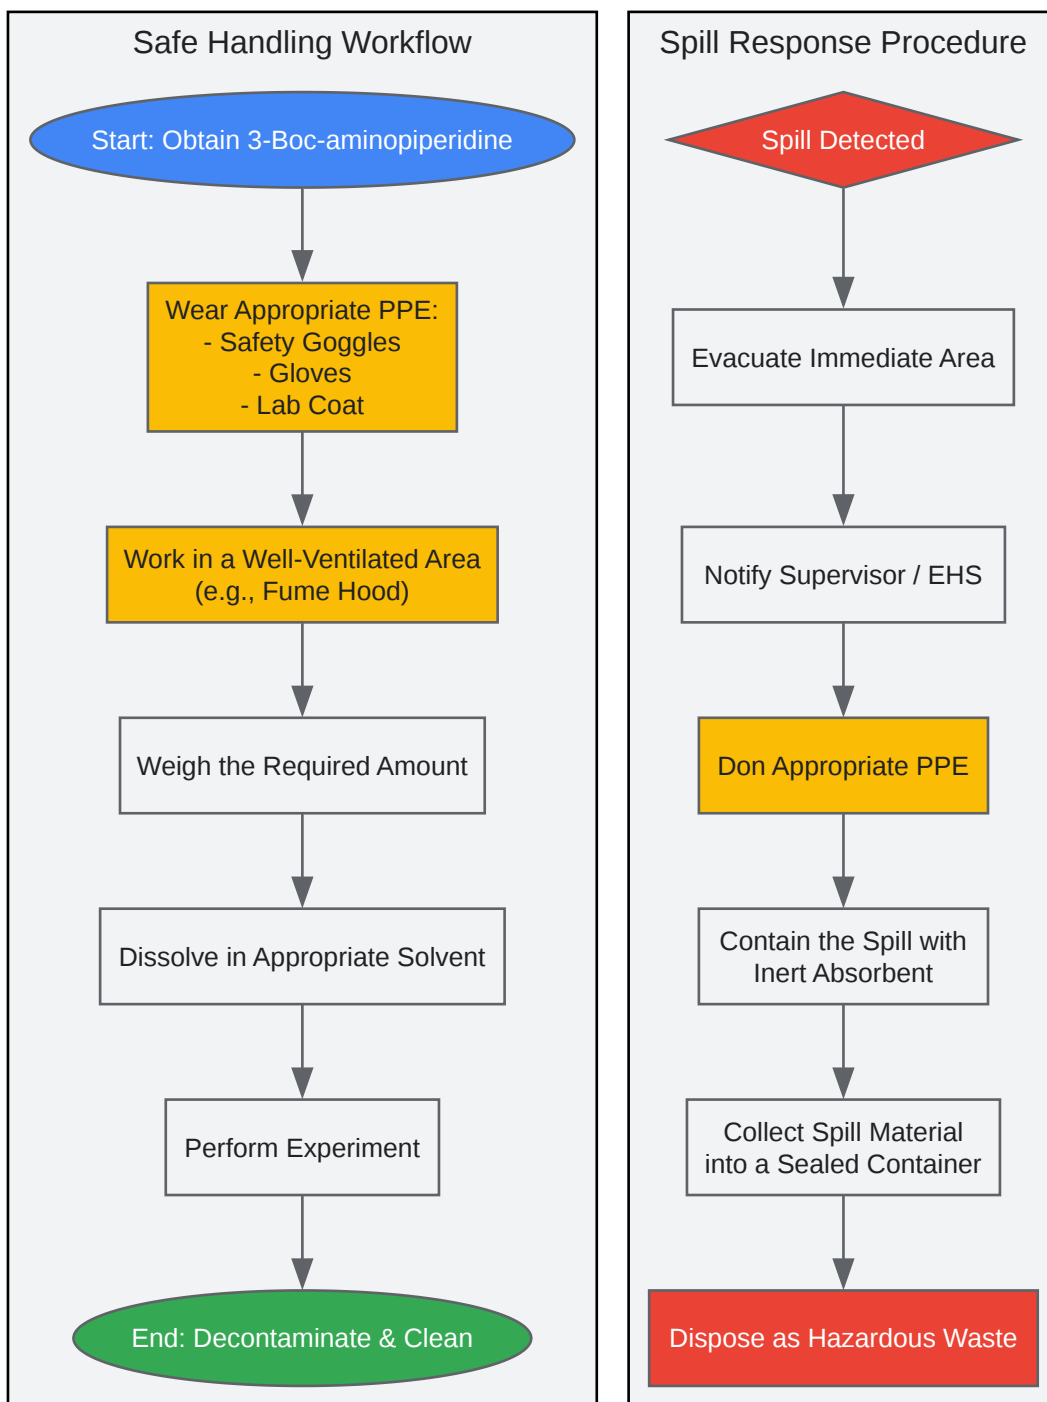 Safe Handling Workflow
Start: Obtain 3-Boc-aminopiperidine
Wear Appropriate PPE:
- Safety Goggles
- Gloves
- Lab Coat
Work in a Well-Ventilated Area
(e.g., Fume Hood)
Weigh the Required Amount
Dissolve in Appropriate Solvent
Perform Experiment
End: Decontaminate & Clean
Spill Response Procedure
Spill Detected
Evacuate Immediate Area
Notify Supervisor / EHS
Don Appropriate PPE
Contain the Spill with
Inert Absorbent
Collect Spill Material
into a Sealed Container
Dispose as Hazardous Waste